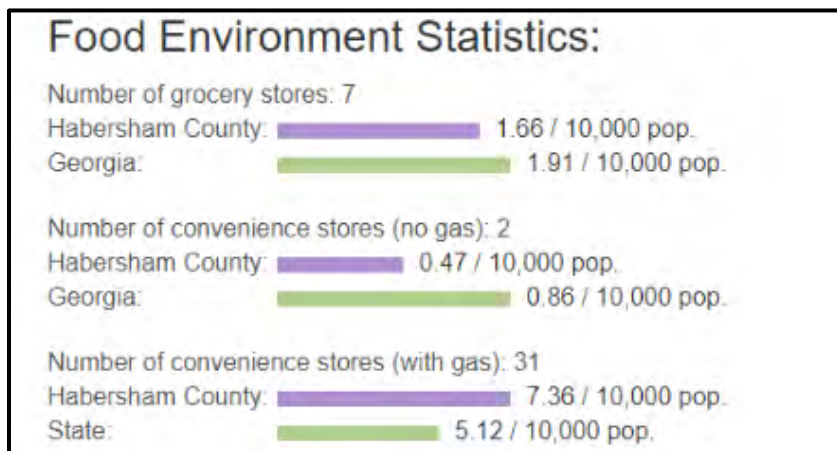 Food Environment Statistics:
Number of grocery stores: 7
Habersham County: 1.66 / 10,000 pop.
Georgia: 1.91 / 10,000 pop.
Number of convenience stores (no gas): 2
Habersham County: 0.47 / 10,000 pop.
Georgia: 0.86 / 10,000 pop.
Number of convenience stores (with gas): 31
Habersham County: 7.36 / 10,000 pop.
State: 5.12 / 10,000 pop.